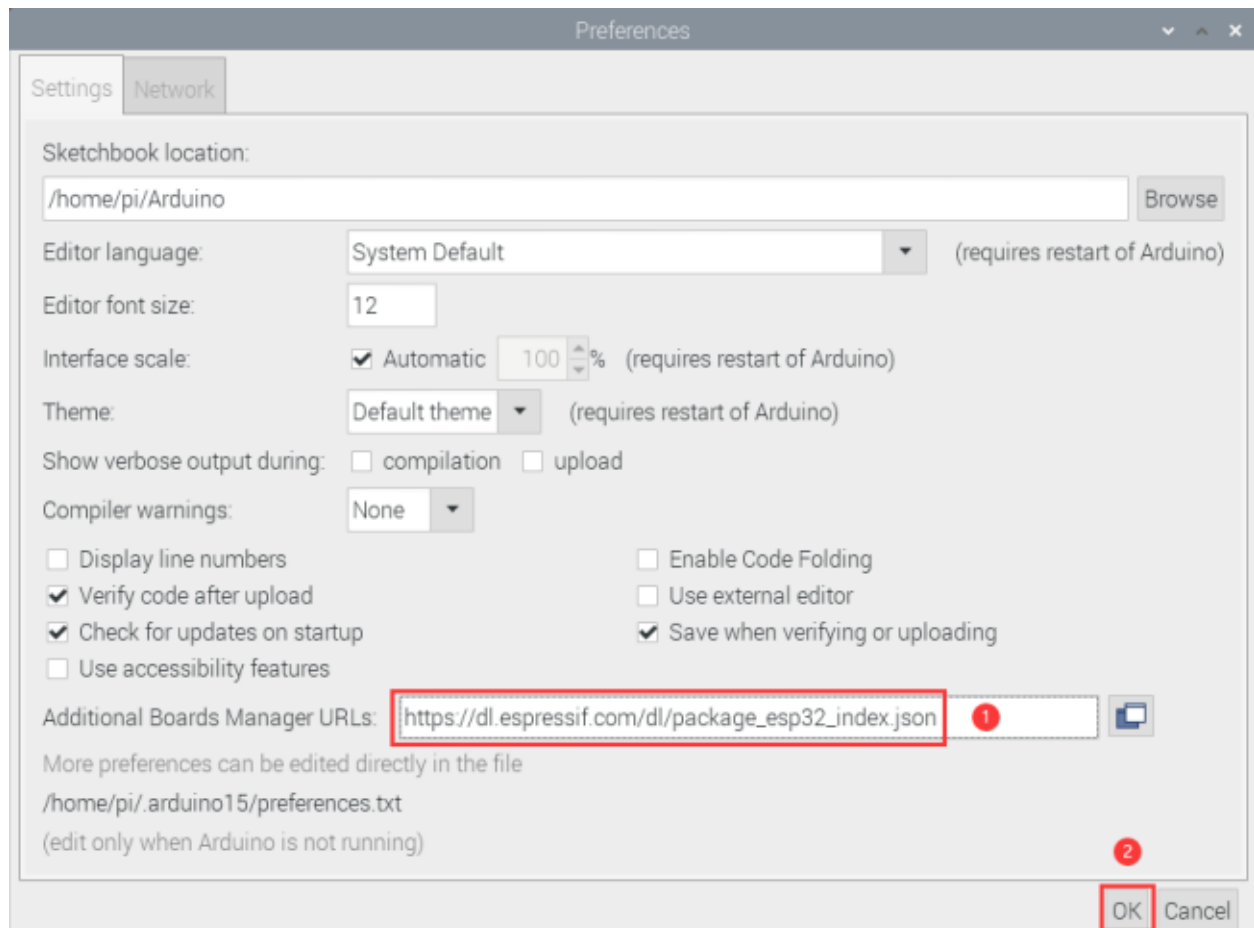 Preferences
Settings Network
Sketchbook location:
/home/pi/Arduino Browse
Editor language: System Default (requires restart of Arduino)
Editor font size: 12
Interface scale: Automatic 100 % (requires restart of Arduino)
Theme: Default theme (requires restart of Arduino)
Show verbose output during: compilation upload
Compiler warnings: None
Display line numbers Enable Code Folding
Verify code after upload Use external editor
Check for updates on startup Save when verifying or uploading
Use accessibility features
Additional Boards Manager URLs: https://dl.espressif.com/dl/package_esp32_index.json 1
More preferences can be edited directly in the file
/home/pi/.arduino15/preferences.txt
(edit only when Arduino is not running)
2
OK Cancel